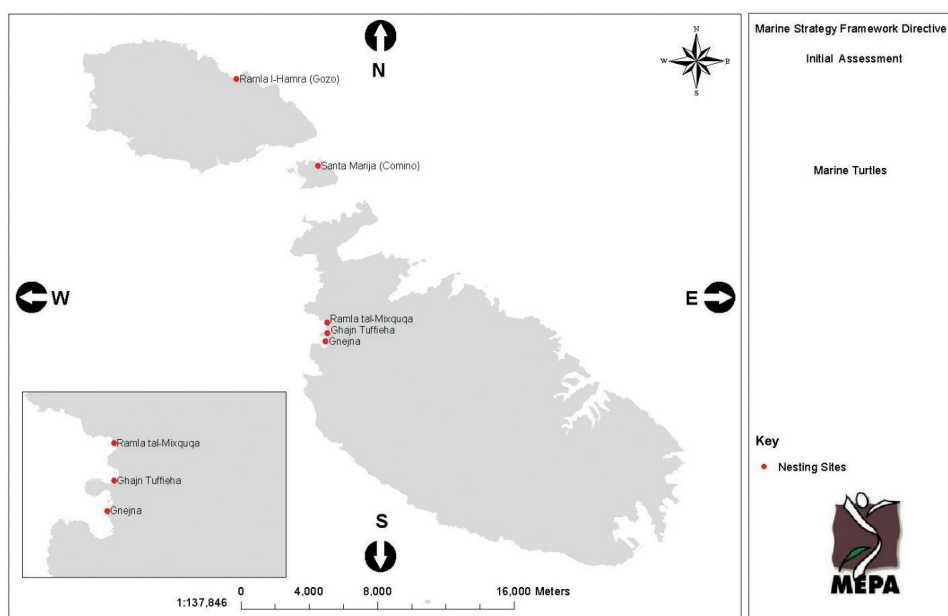 N
N
W
E
S
Ramla l-Hamra (Gozo)
Santa Marija (Comino)
W
E
Ramla tal-Mixquqa
Ghajn Tuffieha
Gnejna
Ramla tal-Mixquqa
Ghajn Tuffieha
Gnejna
S
0 4,000 8,000 16,000 Meters
1:137,846
Marine Strategy Framework Directive
Initial Assessment
Marine Turtles
Key
Nesting Sites
MEPA